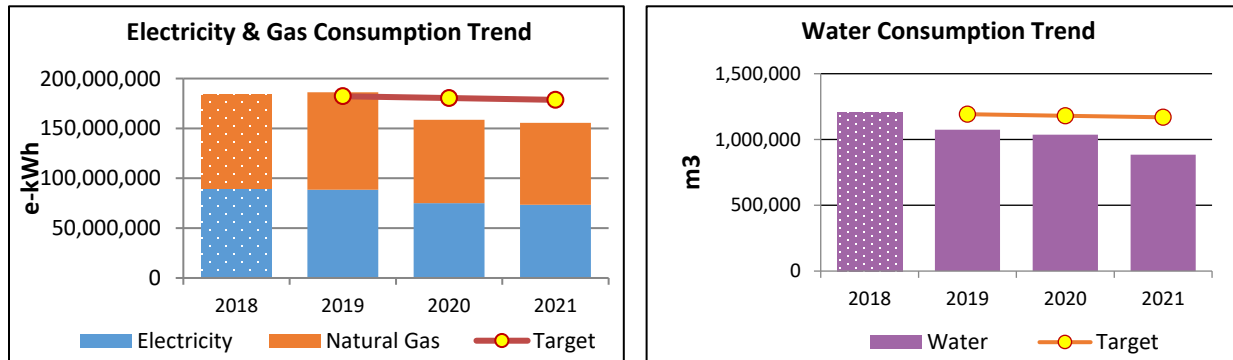 Electricity & Gas Consumption Trend
200,000,000
150,000,000
100,000,000
50,000,000
0
e-kWh
2018 2019 2020 2021
Electricity Natural Gas Target
Water Consumption Trend
1,500,000
1,000,000
500,000
0
m3
2018 2019 2020 2021
Water Target